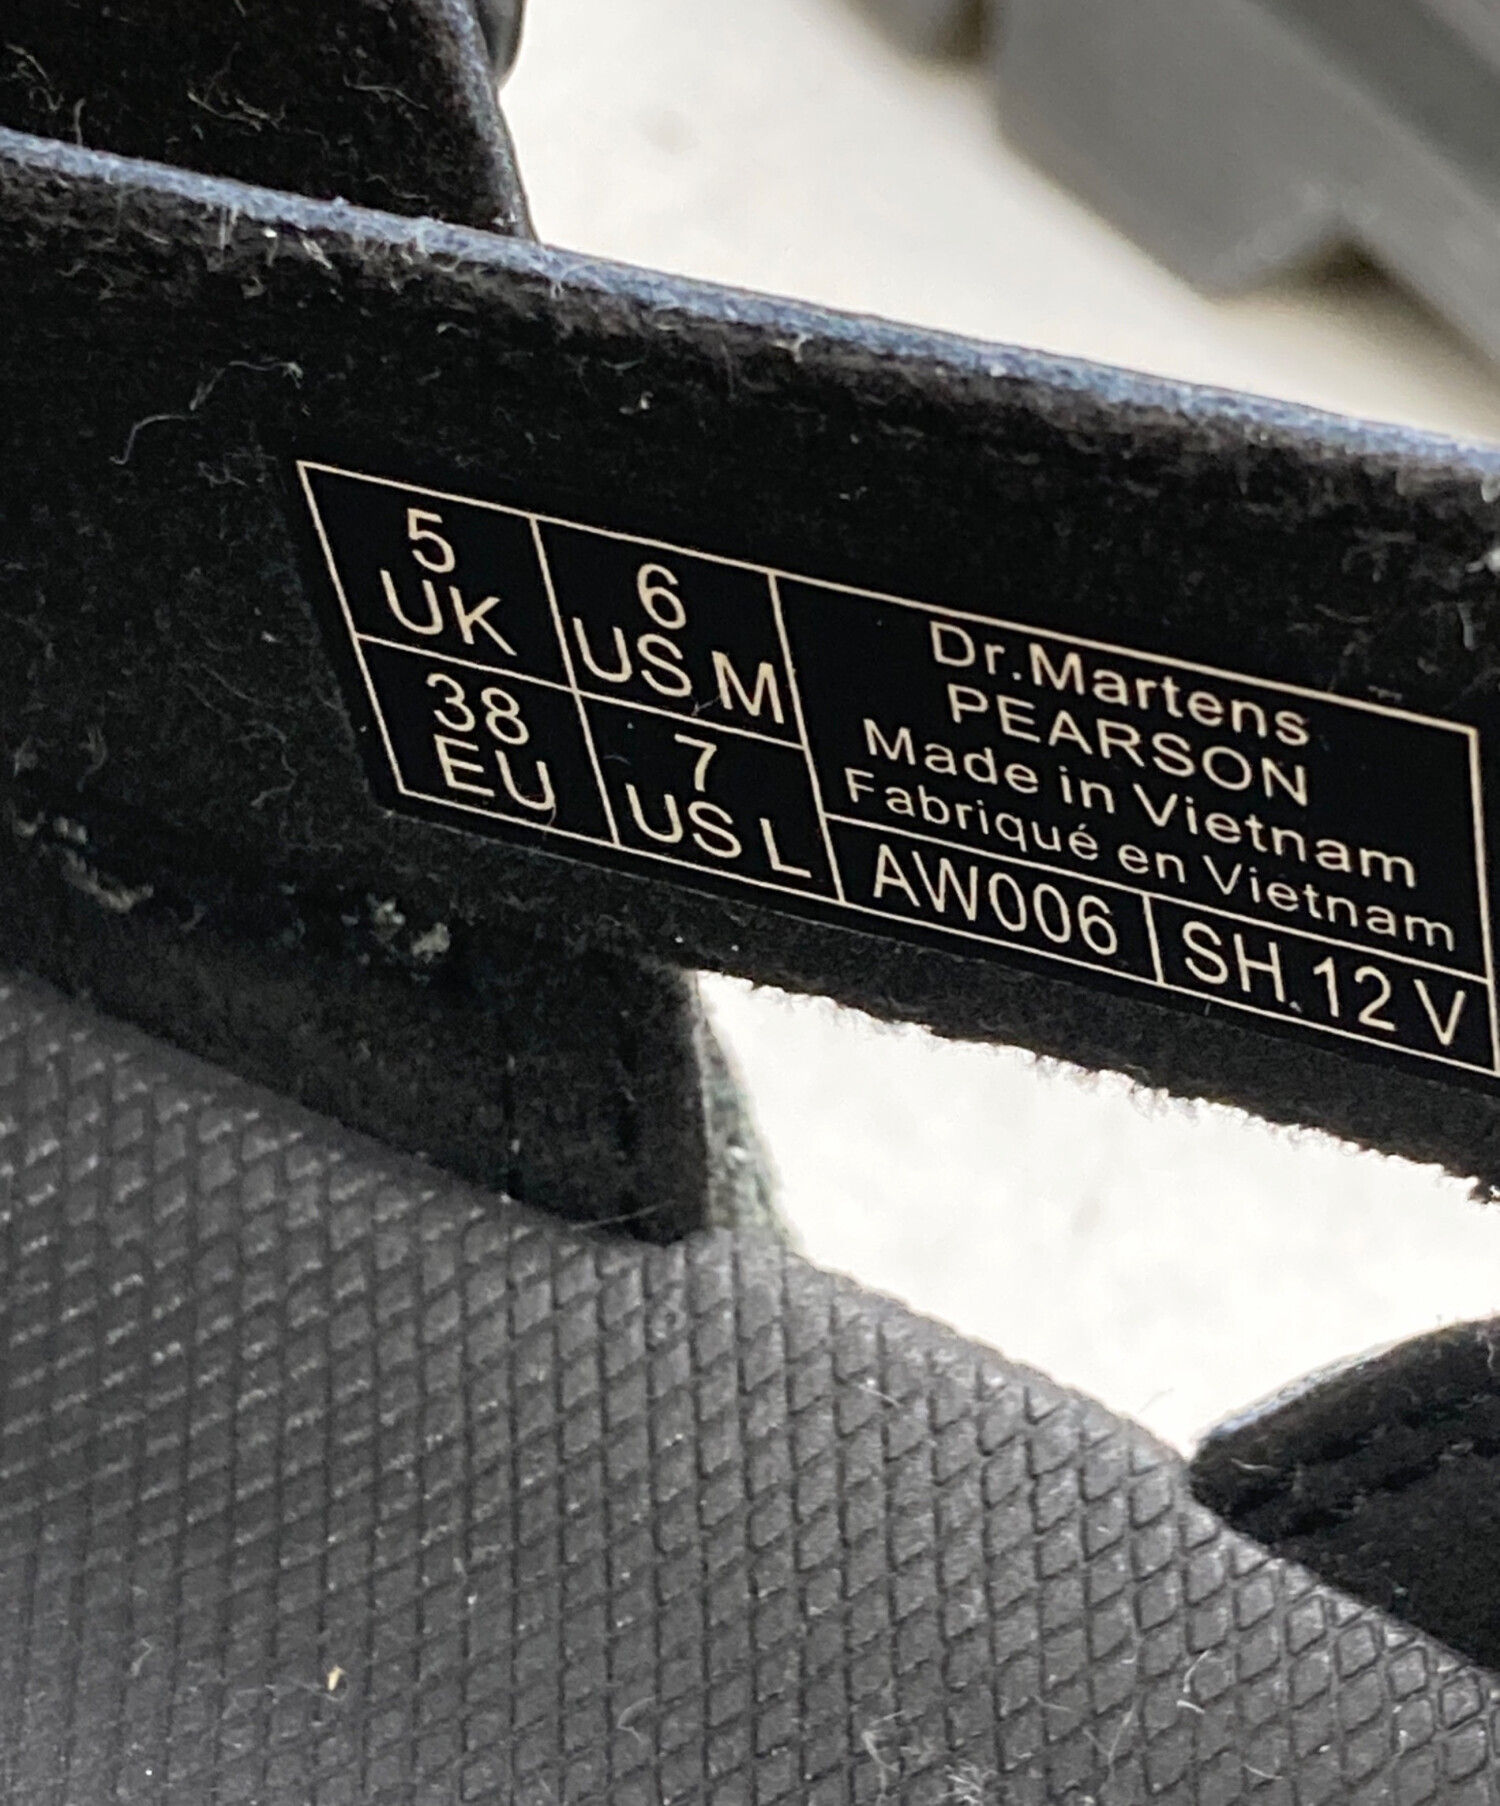 5
UK
6
US M
38
EU
7
US L
Dr.Martens
PEARSON
Made in Vietnam
Fabriqué en Vietnam
AW006
SH.12 V